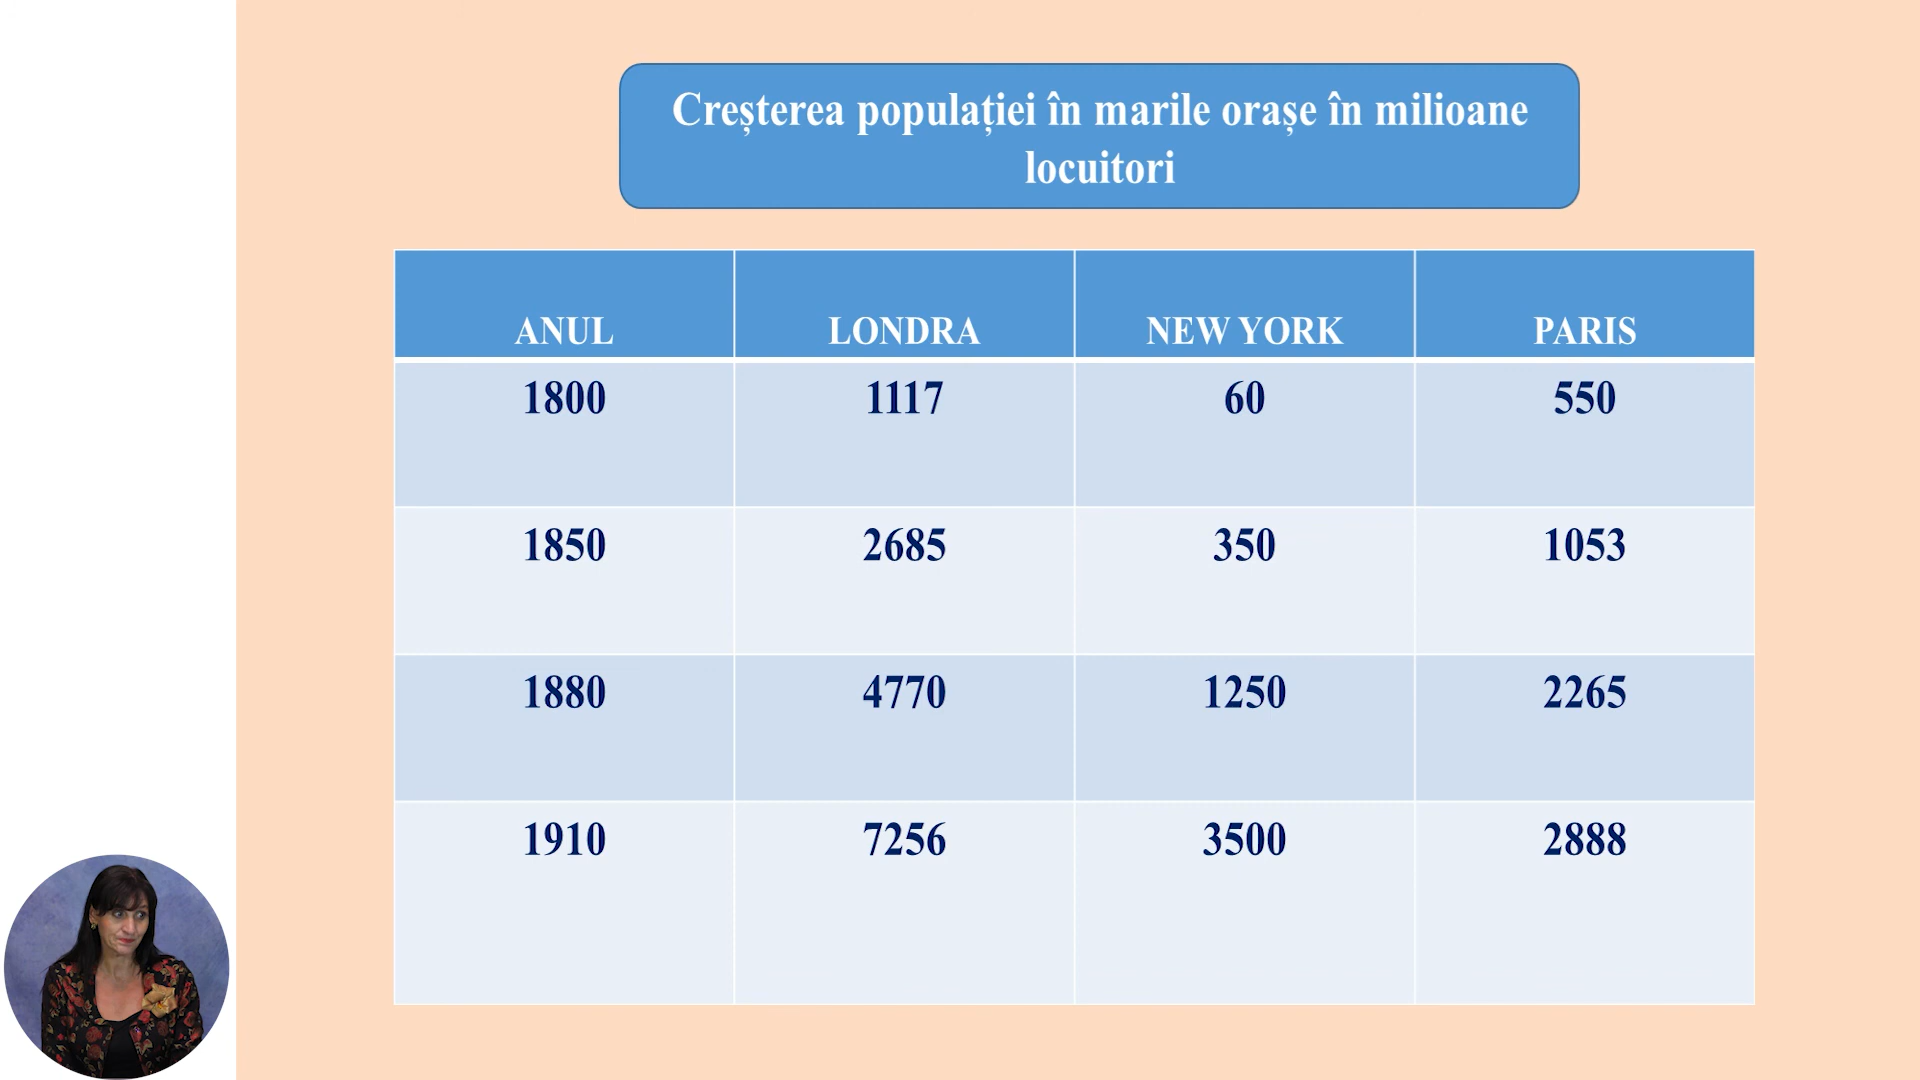 Creșterea populației în marile orașe în milioane
locuitori
ANUL LONDRA NEW YORK PARIS
1800 1117 60 550
1850 2685 350 1053
1880 4770 1250 2265
1910 7256 3500 2888